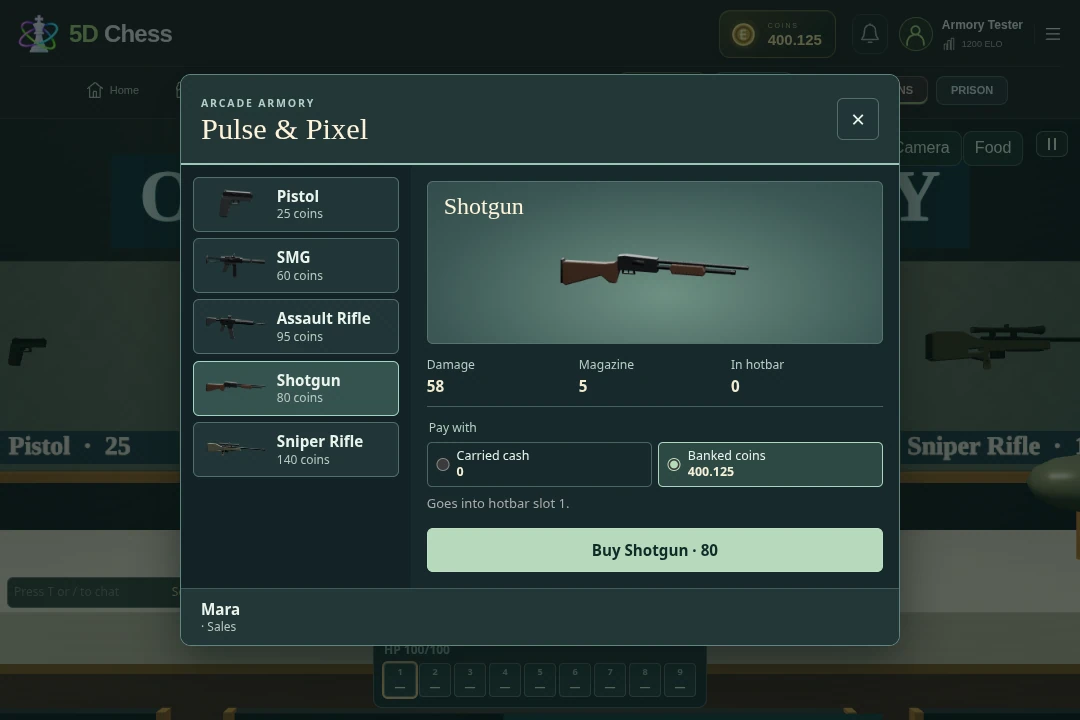 5D Chess
COINS
400.125
Armory Tester
1200 ELO
Home
NS
PRISON
Camera
Food
ARCADE ARMORY
Pulse & Pixel
Pistol
25 coins
SMG
60 coins
Assault Rifle
95 coins
Shotgun
80 coins
Sniper Rifle
140 coins
Shotgun
Damage
58
Magazine
5
In hotbar
0
Pay with
Carried cash
0
Banked coins
400.125
Goes into hotbar slot 1.
Buy Shotgun · 80
Pistol · 25
Sniper Rifle ·
Press T or / to chat
Mara
· Sales
HP 100/100
1 2 3 4 5 6 7 8 9
— — — — — — — — —